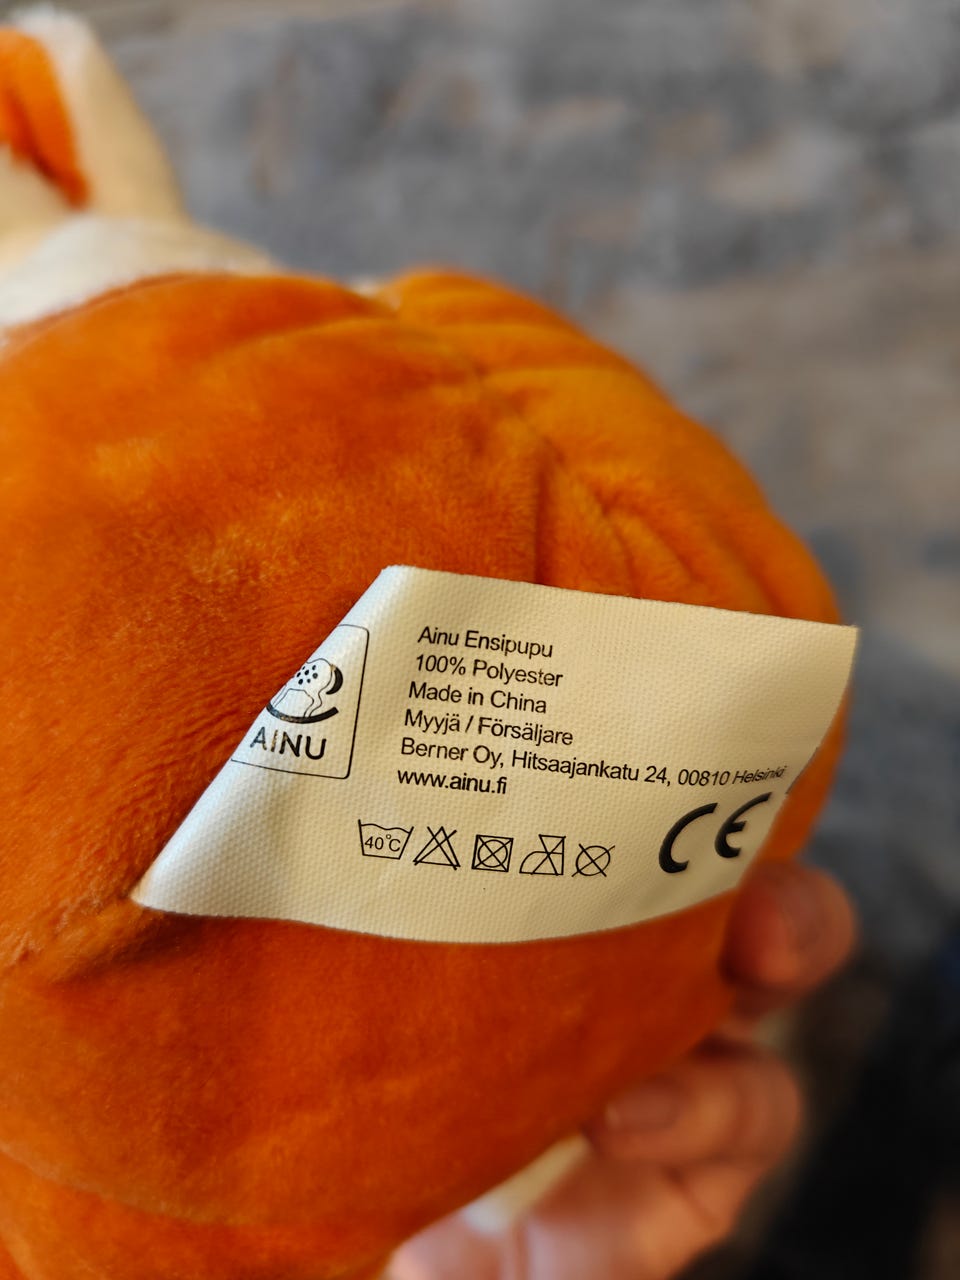 AINU
Ainu Ensipupu
100% Polyester
Made in China
Myyjä / Försäljare
Berner Oy, Hitsaajankatu 24, 00810 Helsinki
www.ainu.fi
40°C
CE